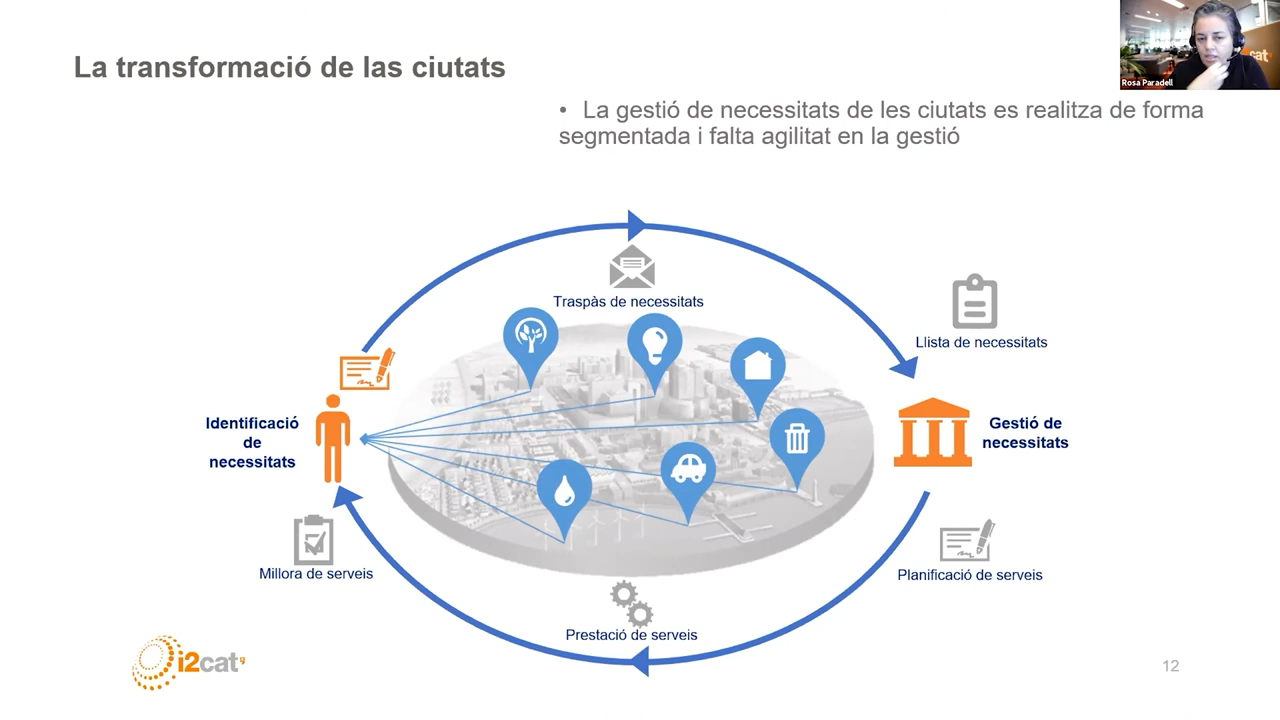 La transformació de las ciutats
cat
Rosa Paradell
• La gestió de necessitats de les ciutats es realitza de forma
segmentada i falta agilitat en la gestió
Traspàs de necessitats
Llista de necessitats
Identificació
de
necessitats
Gestió de
necessitats
Millora de serveis
Planificació de serveis
Prestació de serveis
i2cat
12